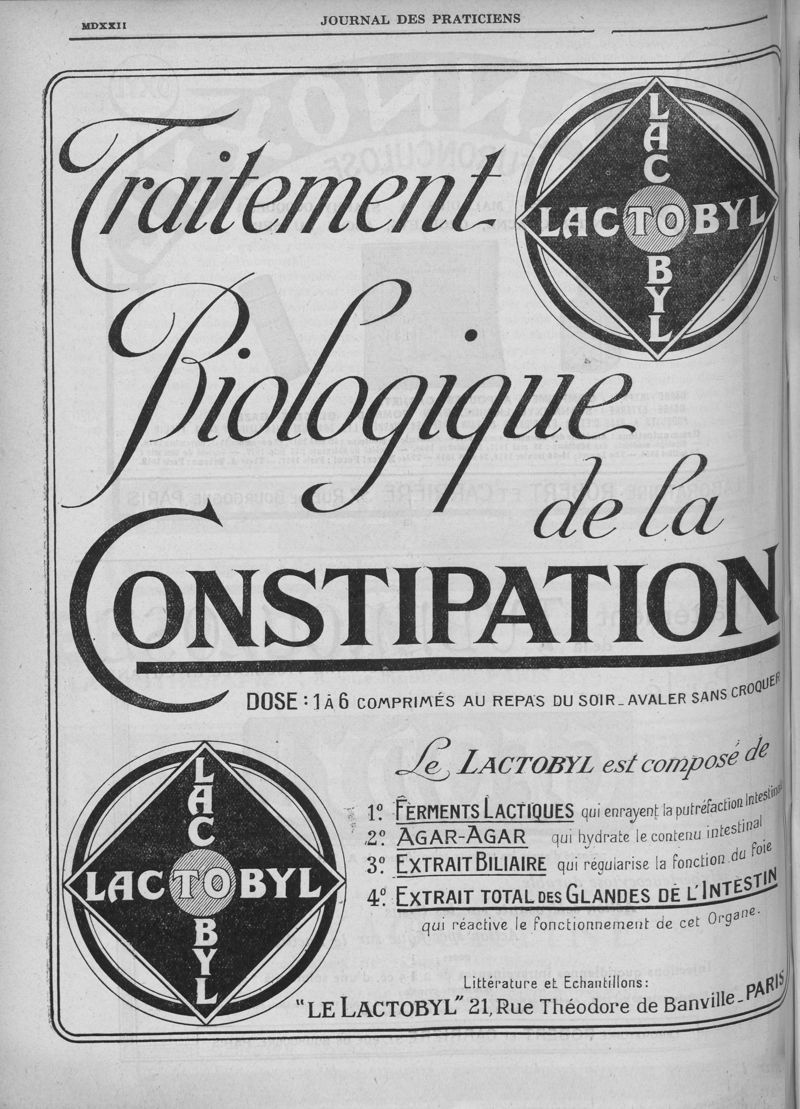 MDXXII
JOURNAL DES PRATICIENS
Traitement
LACTOBYL
LACTOBYL
Biologique
de la
CONSTIPATION
DOSE : 1 À 6 COMPRIMÉS AU REPAS DU SOIR - AVALER SANS CROQUER
Le LACTOBYL est composé de
1º FERMENTS LACTIQUES qui enrayent la putréfaction Intestinale
2º AGAR-AGAR qui hydrate le contenu intestinal
3º EXTRAIT BILIAIRE qui régularise la fonction du foie
4º EXTRAIT TOTAL DES GLANDES DE L'INTESTIN
qui réactive le fonctionnement de cet Organe.
LACTOBYL
LACTOBYL
Littérature et Echantillons:
"LE LACTOBYL" 21, Rue Théodore de Banville - PARIS